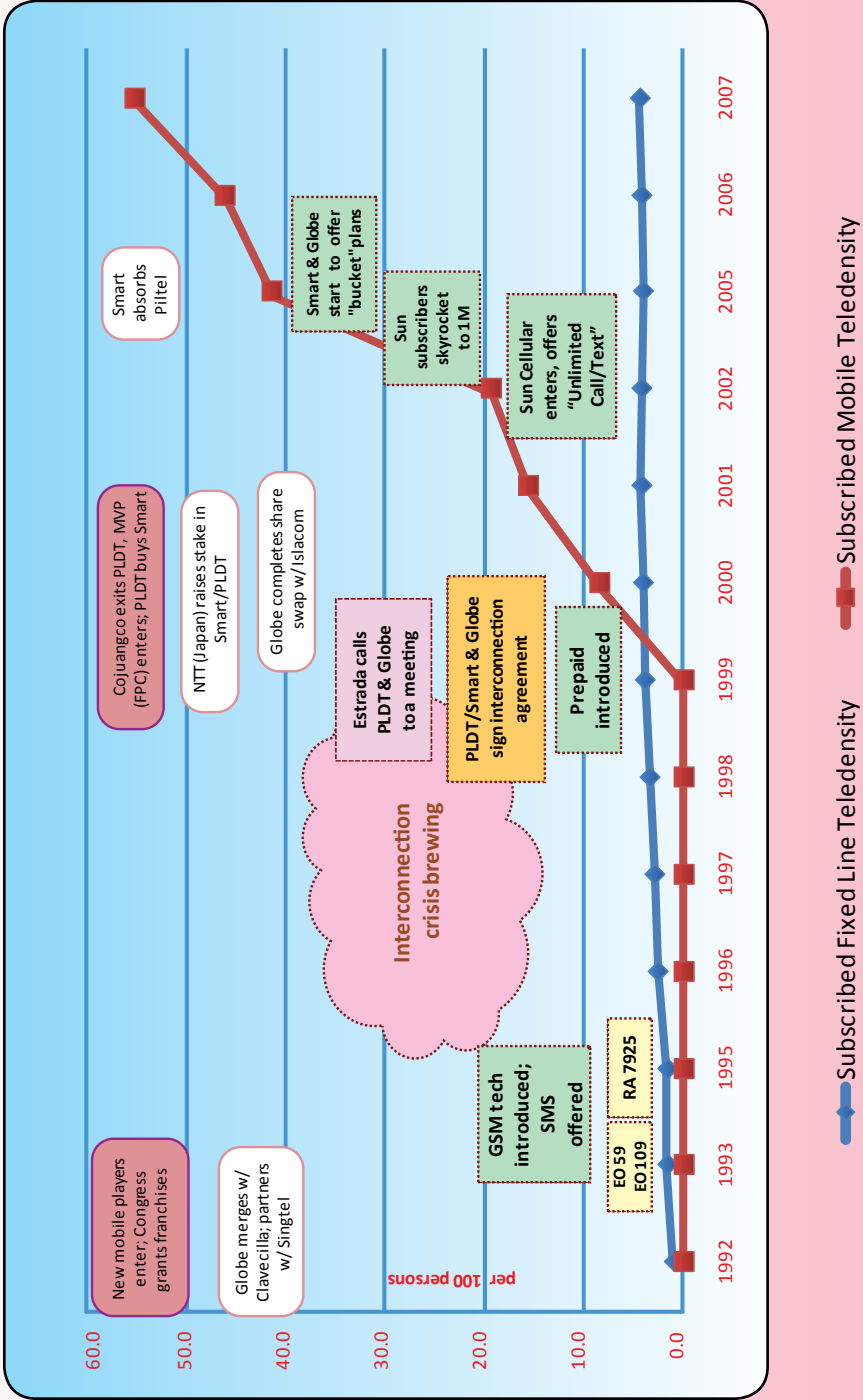 60.0
50.0
40.0
30.0
20.0
10.0
0.0
per 100 persons
New mobile players
enter; Congress
grants franchises
Globe merges w/
Clavecilla; partners
w/ Singtel
GSM tech
introduced;
SMS
offered
EO 59
EO 109
RA 7925
Interconnection
crisis brewing
Cojuangco exits PLDT, MVP
(FPC) enters; PLDT buys Smart
NTT (Japan) raises stake in
Smart/PLDT
Globe completes share
swap w/ Islacom
Estrada calls
PLDT & Globe
to a meeting
PLDT/Smart & Globe
sign interconnection
agreement
Prepaid
introduced
Smart
absorbs
Piltel
Smart & Globe
start to offer
"bucket" plans
Sun
subscribers
skyrocket
to 1M
Sun Cellular
enters, offers
“Unlimited
Call/Text”
1992 1993 1995 1996 1997 1998 1999 2000 2001 2002 2005 2006 2007
Subscribed Fixed Line Teledensity Subscribed Mobile Teledensity